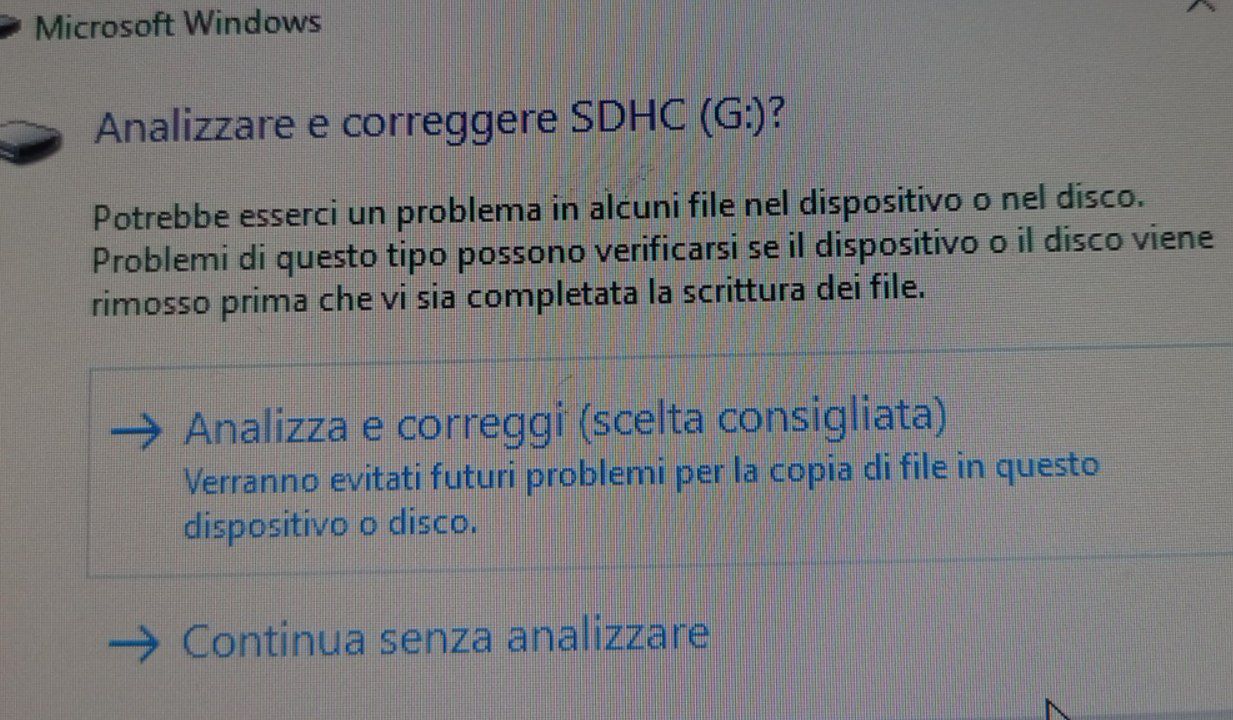 Microsoft Windows
Analizzare e correggere SDHC (G:)?
Potrebbe esserci un problema in alcuni file nel dispositivo o nel disco.
Problemi di questo tipo possono verificarsi se il dispositivo o il disco viene
rimosso prima che vi sia completata la scrittura dei file.
→ Analizza e correggi (scelta consigliata)
Verranno evitati futuri problemi per la copia di file in questo
dispositivo o disco.
→ Continua senza analizzare